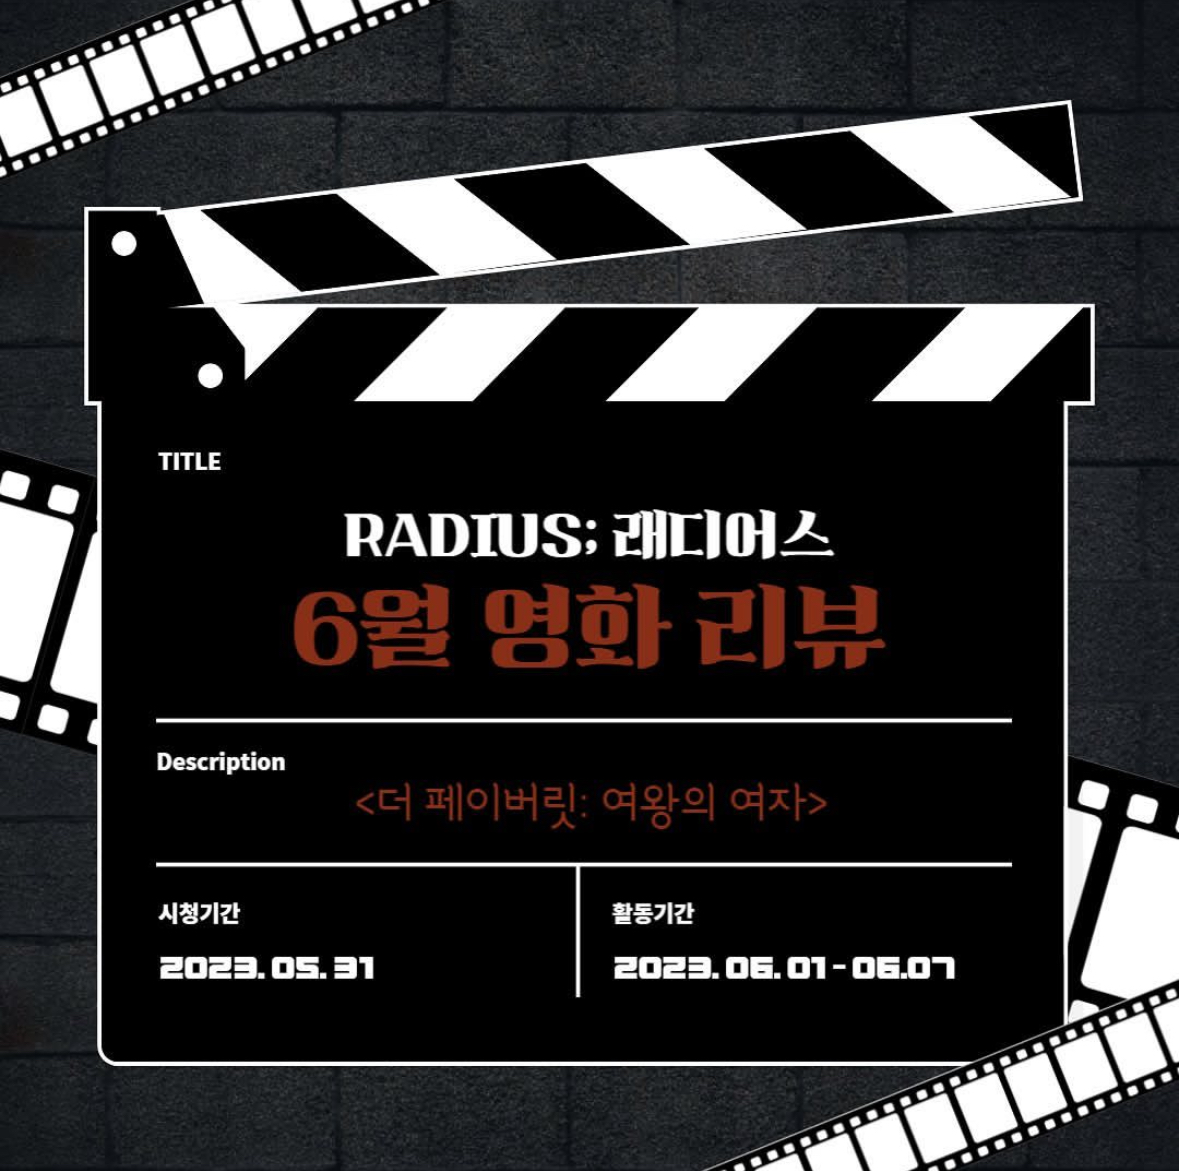 TITLE
RADIUS; 래디어스
6월 영화 리뷰
Description
<더 페이버릿: 여왕의 여자>
시청기간
2023. 05. 31
활동기간
2023. 06. 01 - 06.07